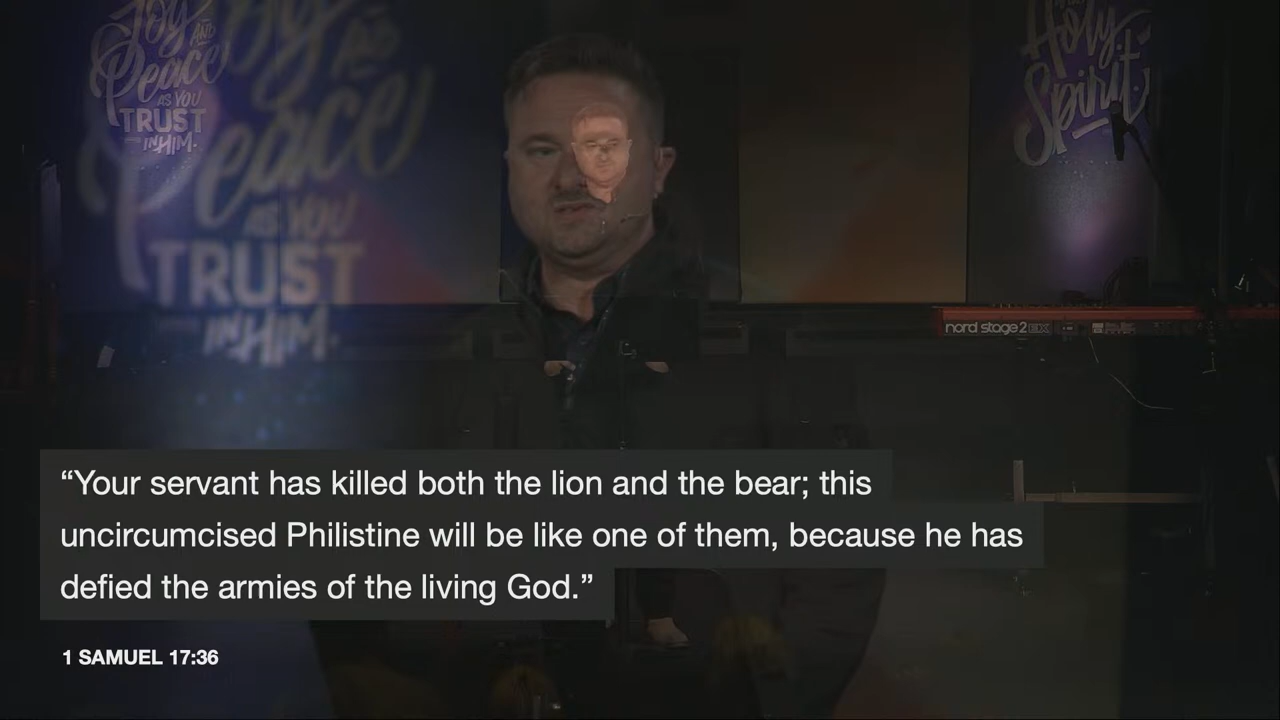 Joy
AND
Peace
AS YOU
TRUST
IN HIM.
Joy
AND
Peace
AS YOU
TRUST
IN HIM
Holy
Spirit
nord stage 2 EX
“Your servant has killed both the lion and the bear; this
uncircumcised Philistine will be like one of them, because he has
defied the armies of the living God.”
1 SAMUEL 17:36